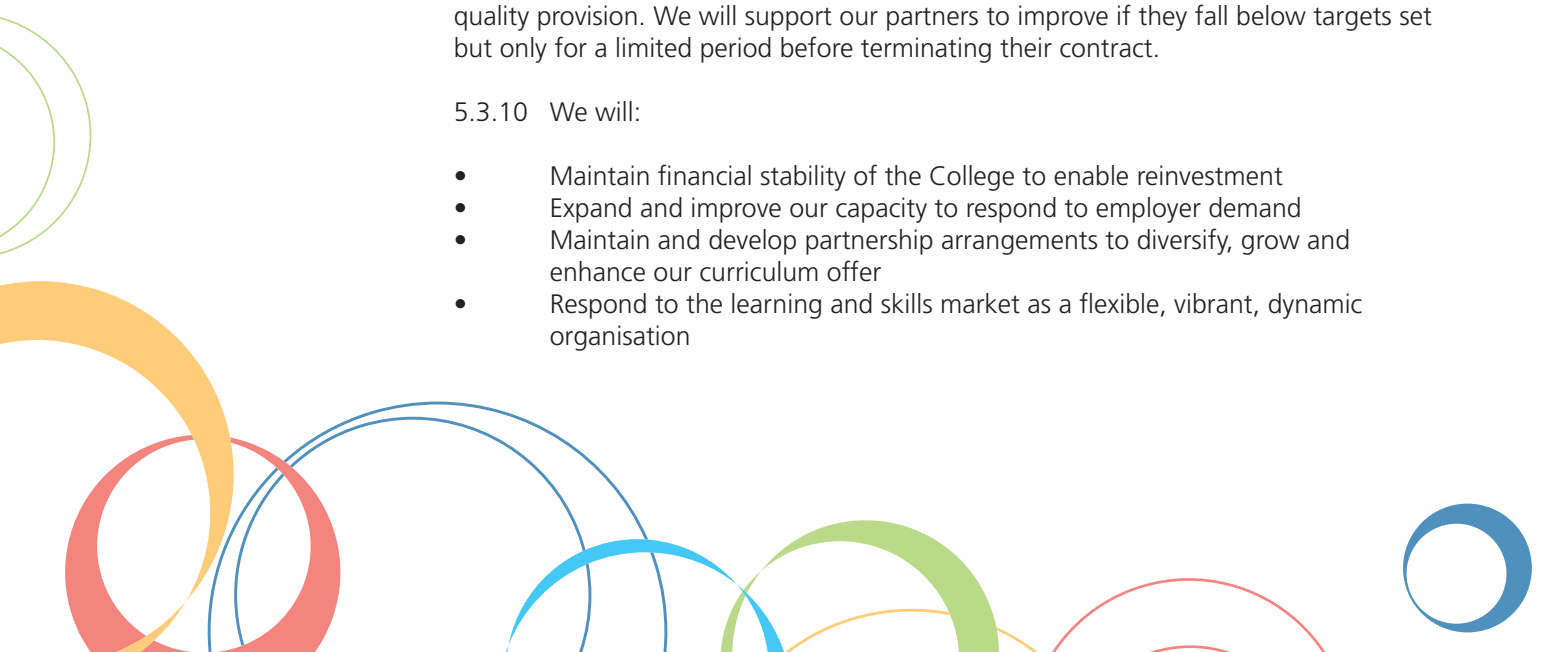 quality provision. We will support our partners to improve if they fall below targets set
but only for a limited period before terminating their contract.
5.3.10 We will:
• Maintain financial stability of the College to enable reinvestment
• Expand and improve our capacity to respond to employer demand
• Maintain and develop partnership arrangements to diversify, grow and
enhance our curriculum offer
• Respond to the learning and skills market as a flexible, vibrant, dynamic
organisation